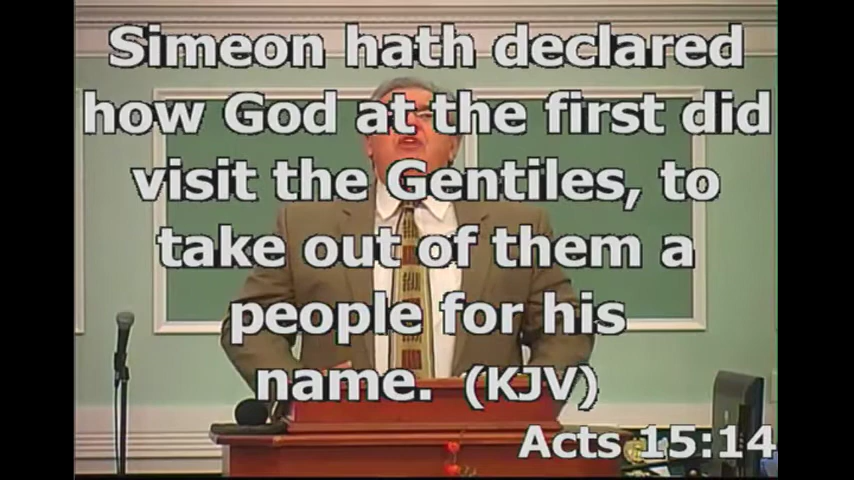 Simeon hath declared
how God at the first did
visit the Gentiles, to
take out of them a
people for his
name. (KJV)
Acts 15:14